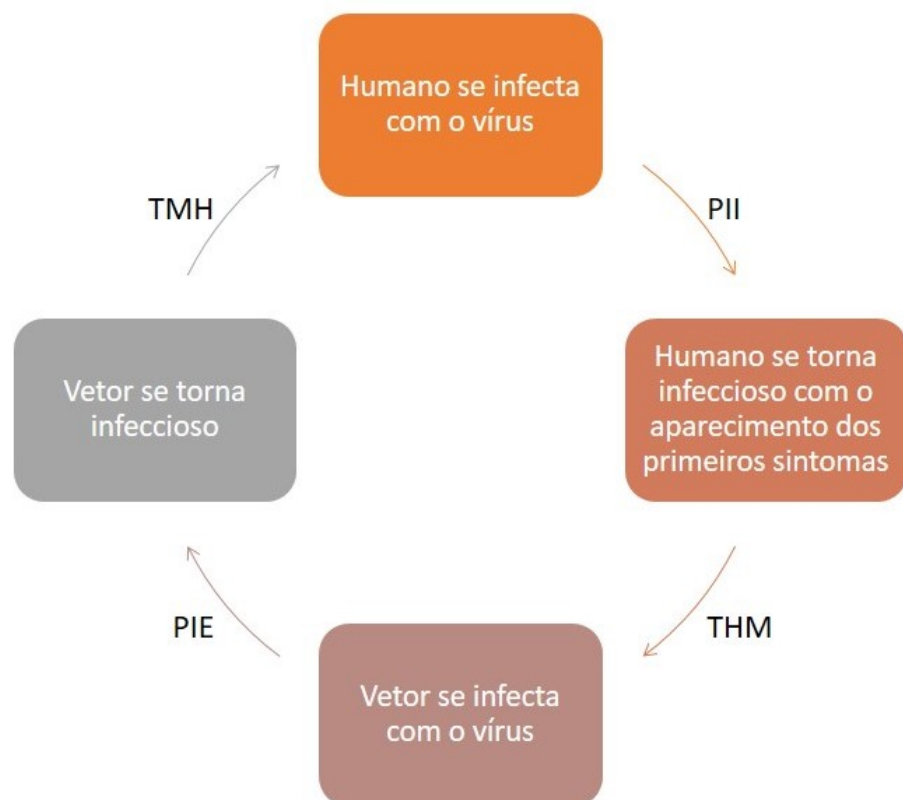 Humano se infecta
com o vírus
TMH
PII
Vetor se torna
infeccioso
Humano se torna
infeccioso com o
aparecimento dos
primeiros sintomas
PIE
THM
Vetor se infecta
com o vírus